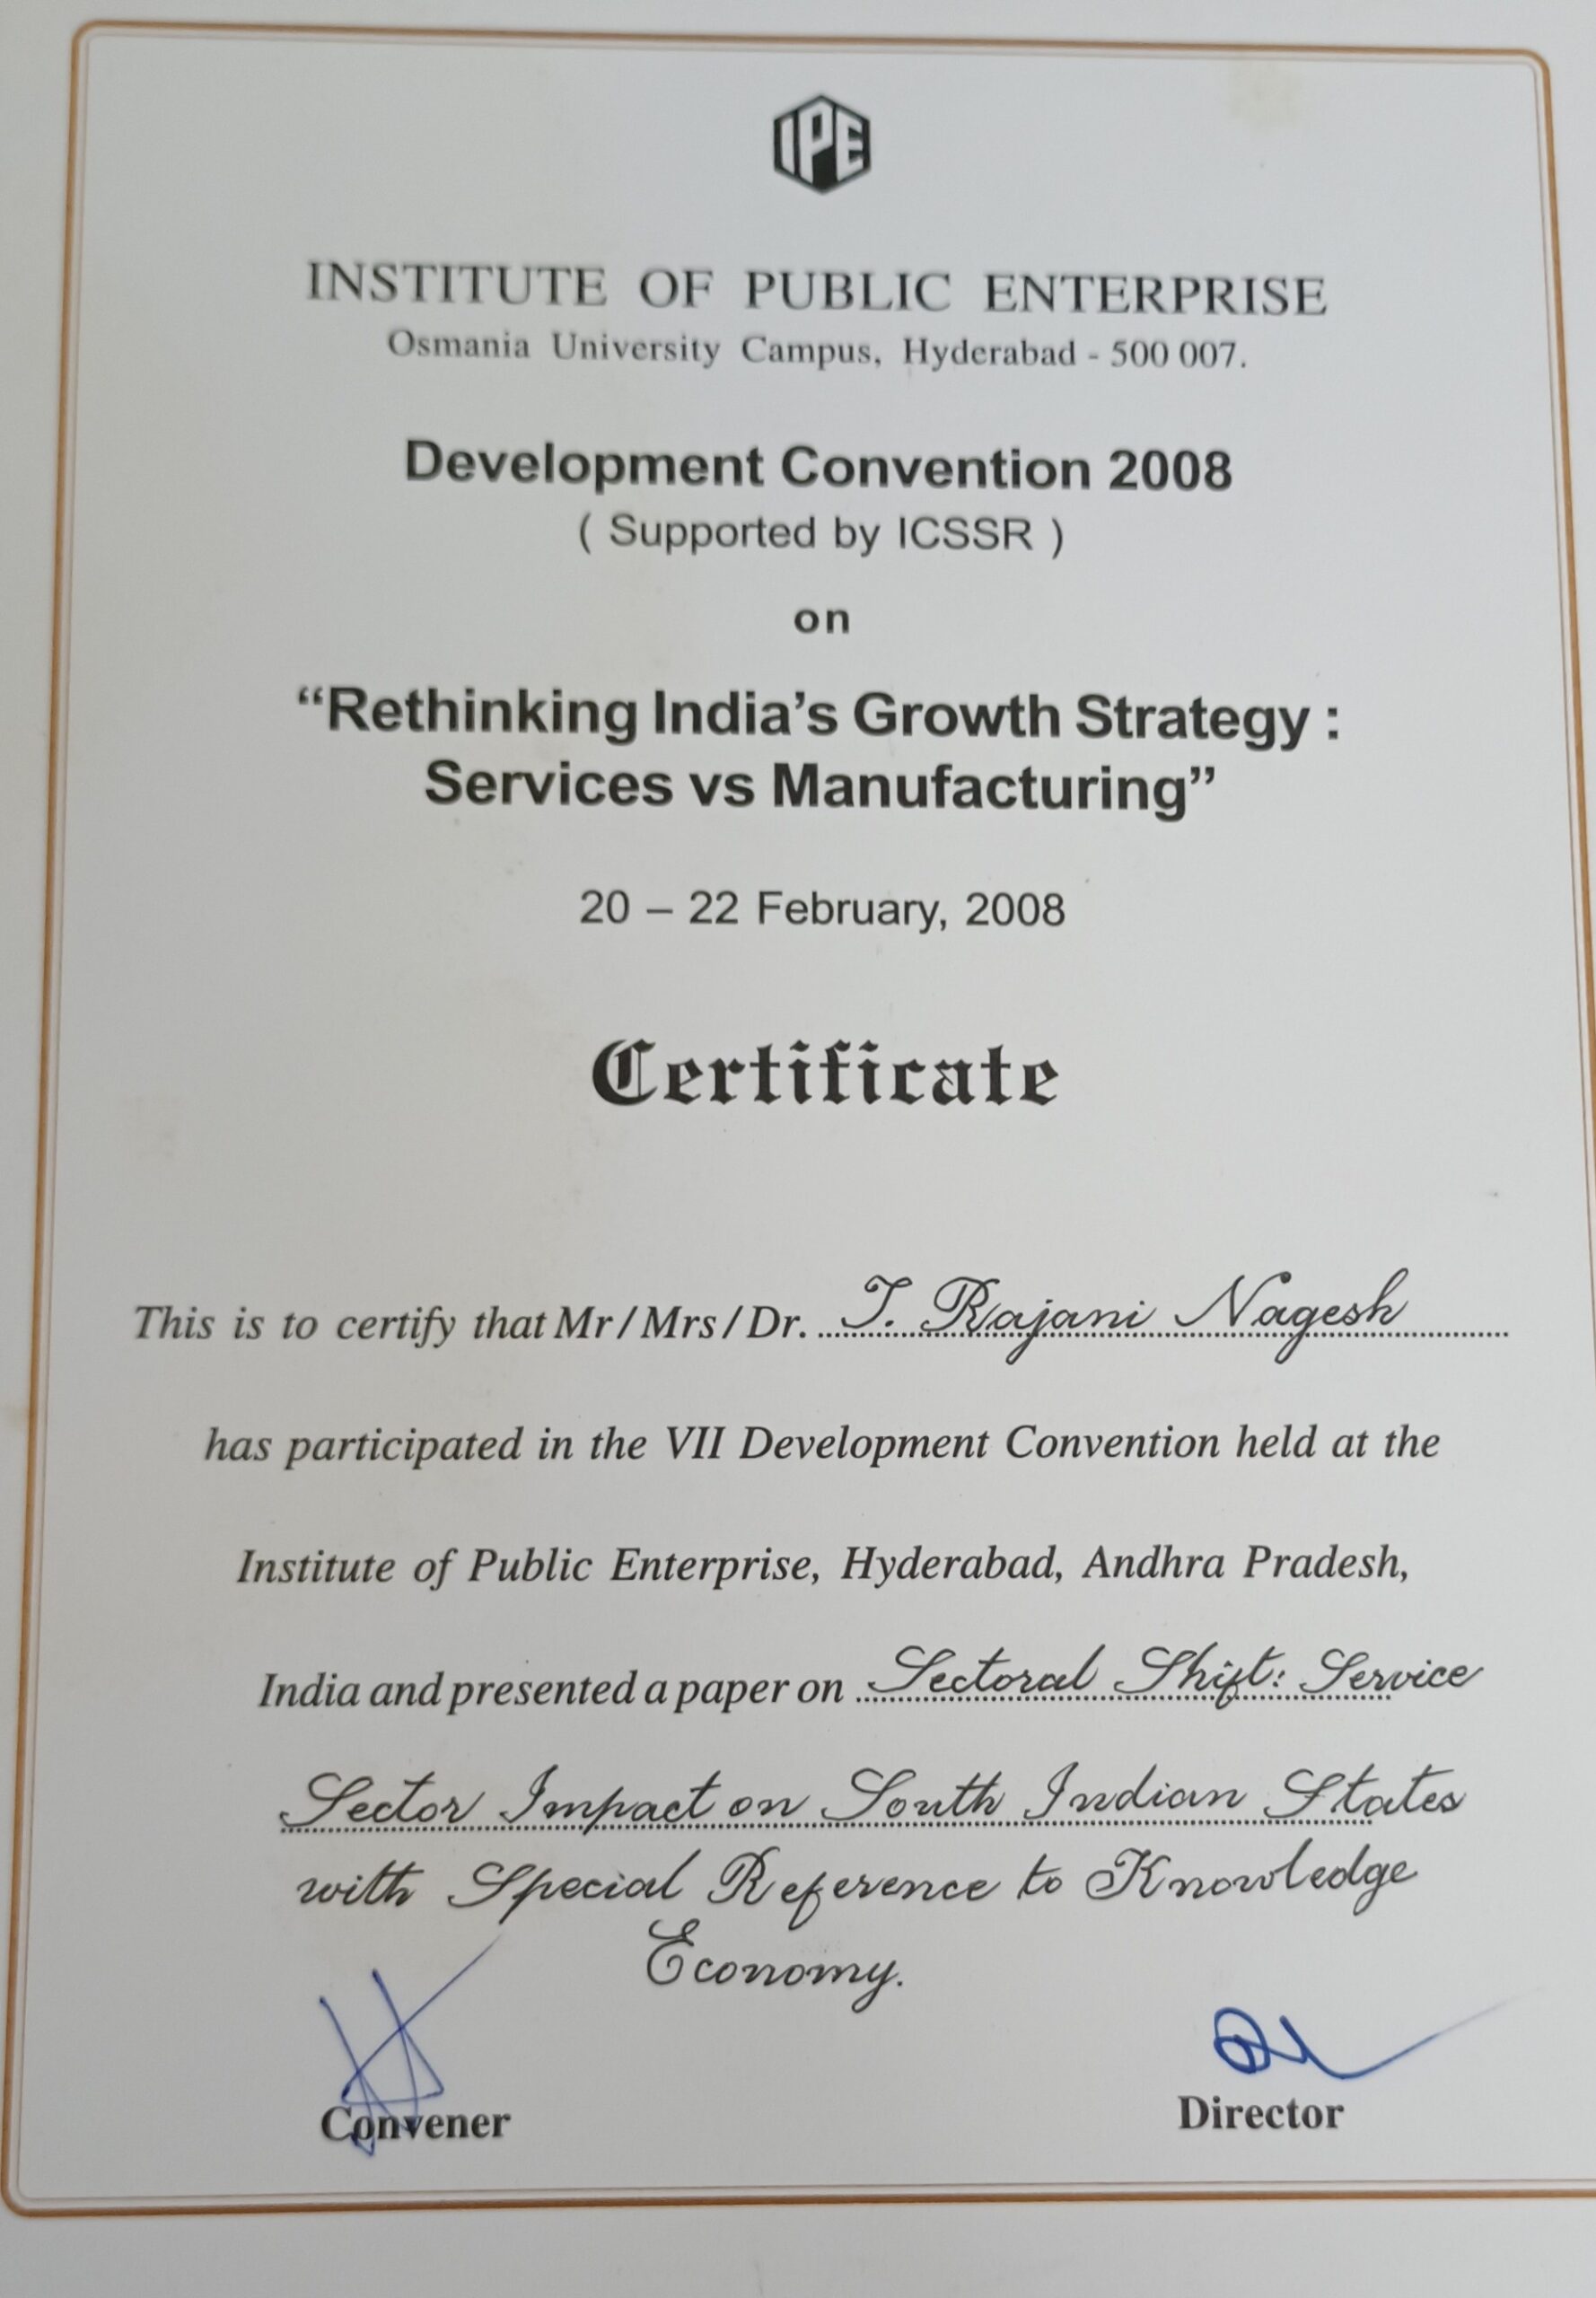 IPE
INSTITUTE OF PUBLIC ENTERPRISE
Osmania University Campus, Hyderabad - 500 007.
Development Convention 2008
( Supported by ICSSR )
on
“Rethinking India’s Growth Strategy :
Services vs Manufacturing”
20 – 22 February, 2008
Certificate
This is to certify that Mr / Mrs / Dr. T. Rajani Nagesh
has participated in the VII Development Convention held at the
Institute of Public Enterprise, Hyderabad, Andhra Pradesh,
India and presented a paper on Sectoral Shift: Service
Sector Impact on South Indian States
with Special Reference to Knowledge
Economy.
Convener Director